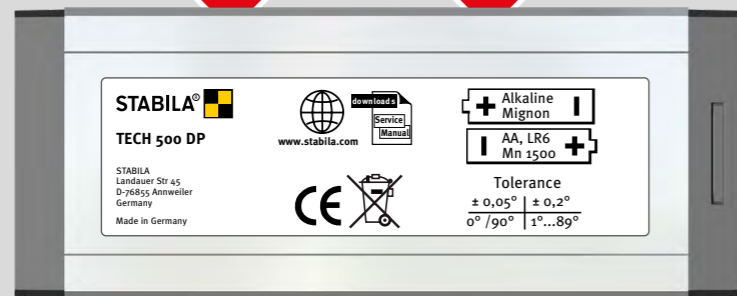 STABILA®
TECH 500 DP
STABILA
Landauer Str 45
D-76855 Annweiler
Germany
Made in Germany
downloads
Service
Manual
www.stabila.com
CE
+ Alkaline Mignon I
I AA, LR6 Mn 1500 +
Tolerance
± 0,05° | ± 0,2°
0° /90° | 1°...89°